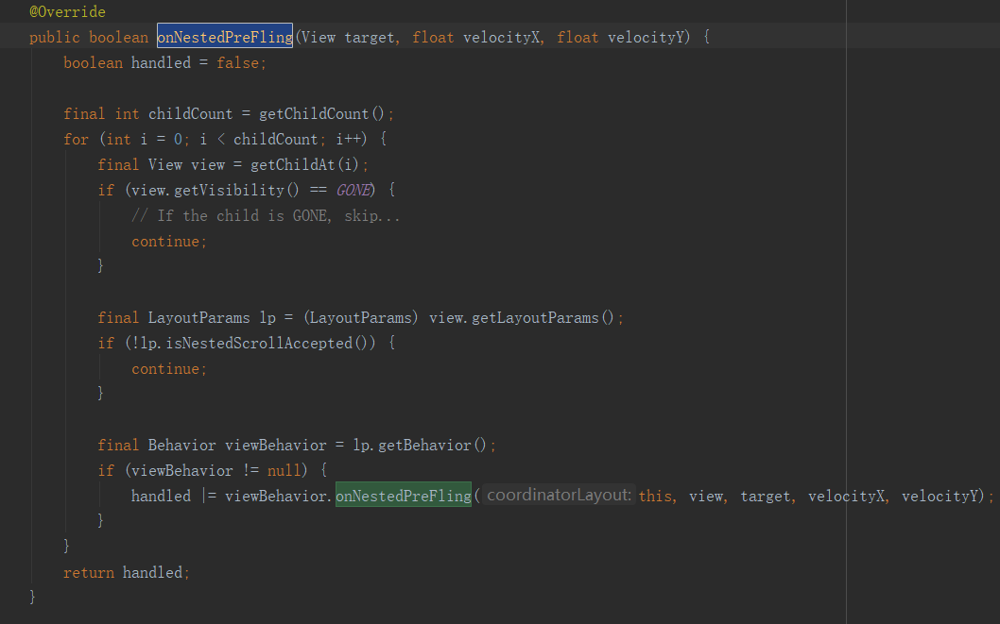 @Override
public boolean onNestedPreFling(View target, float velocityX, float velocityY) {
boolean handled = false;
final int childCount = getChildCount();
for (int i = 0; i < childCount; i++) {
final View view = getChildAt(i);
if (view.getVisibility() == GONE) {
// If the child is GONE, skip...
continue;
}
final LayoutParams lp = (LayoutParams) view.getLayoutParams();
if (!lp.isNestedScrollAccepted()) {
continue;
}
final Behavior viewBehavior = lp.getBehavior();
if (viewBehavior != null) {
handled |= viewBehavior.onNestedPreFling( coordinatorLayout: this, view, target, velocityX, velocityY);
}
}
return handled;
}